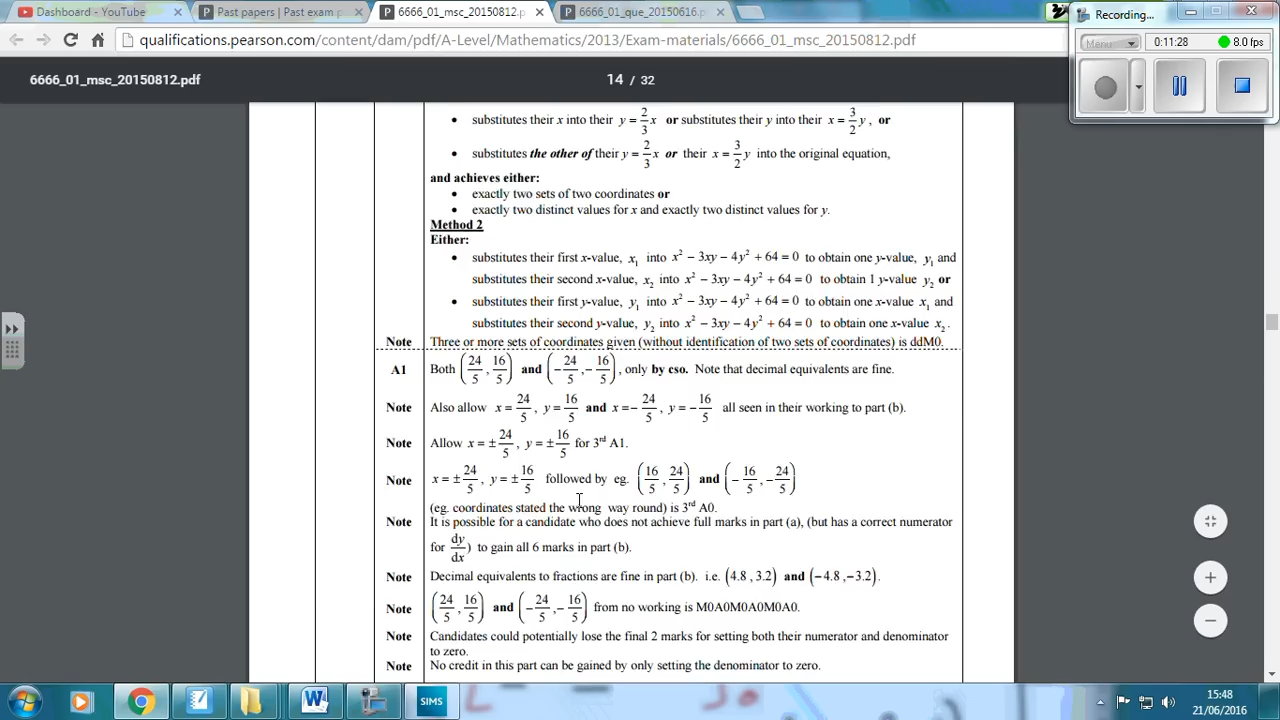 Dashboard - YouTube
Past papers | Past exam p
6666_01_msc_20150812.p
6666_01_que_20150616.p
Recording...
qualifications.pearson.com/content/dam/pdf/A-Level/Mathematics/2013/Exam-materials/6666_01_msc_20150812.pdf
Menu
0:11:28
8.0 fps
6666_01_msc_20150812.pdf
14 / 32
• substitutes their x into their y = 2/3 x or substitutes their y into their x = 3/2 y , or
• substitutes the other of their y = 2/3 x or their x = 3/2 y into the original equation,
and achieves either:
• exactly two sets of two coordinates or
• exactly two distinct values for x and exactly two distinct values for y.
Method 2
Either:
• substitutes their first x-value, x₁ into x² − 3xy − 4y² + 64 = 0 to obtain one y-value, y₁ and
substitutes their second x-value, x₂ into x² − 3xy − 4y² + 64 = 0 to obtain 1 y-value y₂ or
• substitutes their first y-value, y₁ into x² − 3xy − 4y² + 64 = 0 to obtain one x-value x₁ and
substitutes their second y-value, y₂ into x² − 3xy − 4y² + 64 = 0 to obtain one x-value x₂.
Note Three or more sets of coordinates given (without identification of two sets of coordinates) is ddM0.
A1 Both (24/5 , 16/5) and (−24/5 , −16/5), only by cso. Note that decimal equivalents are fine.
Note Also allow x = 24/5 , y = 16/5 and x = −24/5 , y = −16/5 all seen in their working to part (b).
Note Allow x = ±24/5 , y = ±16/5 for 3rd A1.
Note x = ±24/5 , y = ±16/5 followed by eg. (16/5 , 24/5) and (−16/5 , −24/5)
(eg. coordinates stated the wrong way round) is 3rd A0.
Note It is possible for a candidate who does not achieve full marks in part (a), (but has a correct numerator
for dy/dx) to gain all 6 marks in part (b).
Note Decimal equivalents to fractions are fine in part (b). i.e. (4.8 , 3.2) and (−4.8 , −3.2).
Note (24/5 , 16/5) and (−24/5 , −16/5) from no working is M0A0M0A0M0A0.
Note Candidates could potentially lose the final 2 marks for setting both their numerator and denominator
to zero.
Note No credit in this part can be gained by only setting the denominator to zero.
SIMS
15:48
21/06/2016